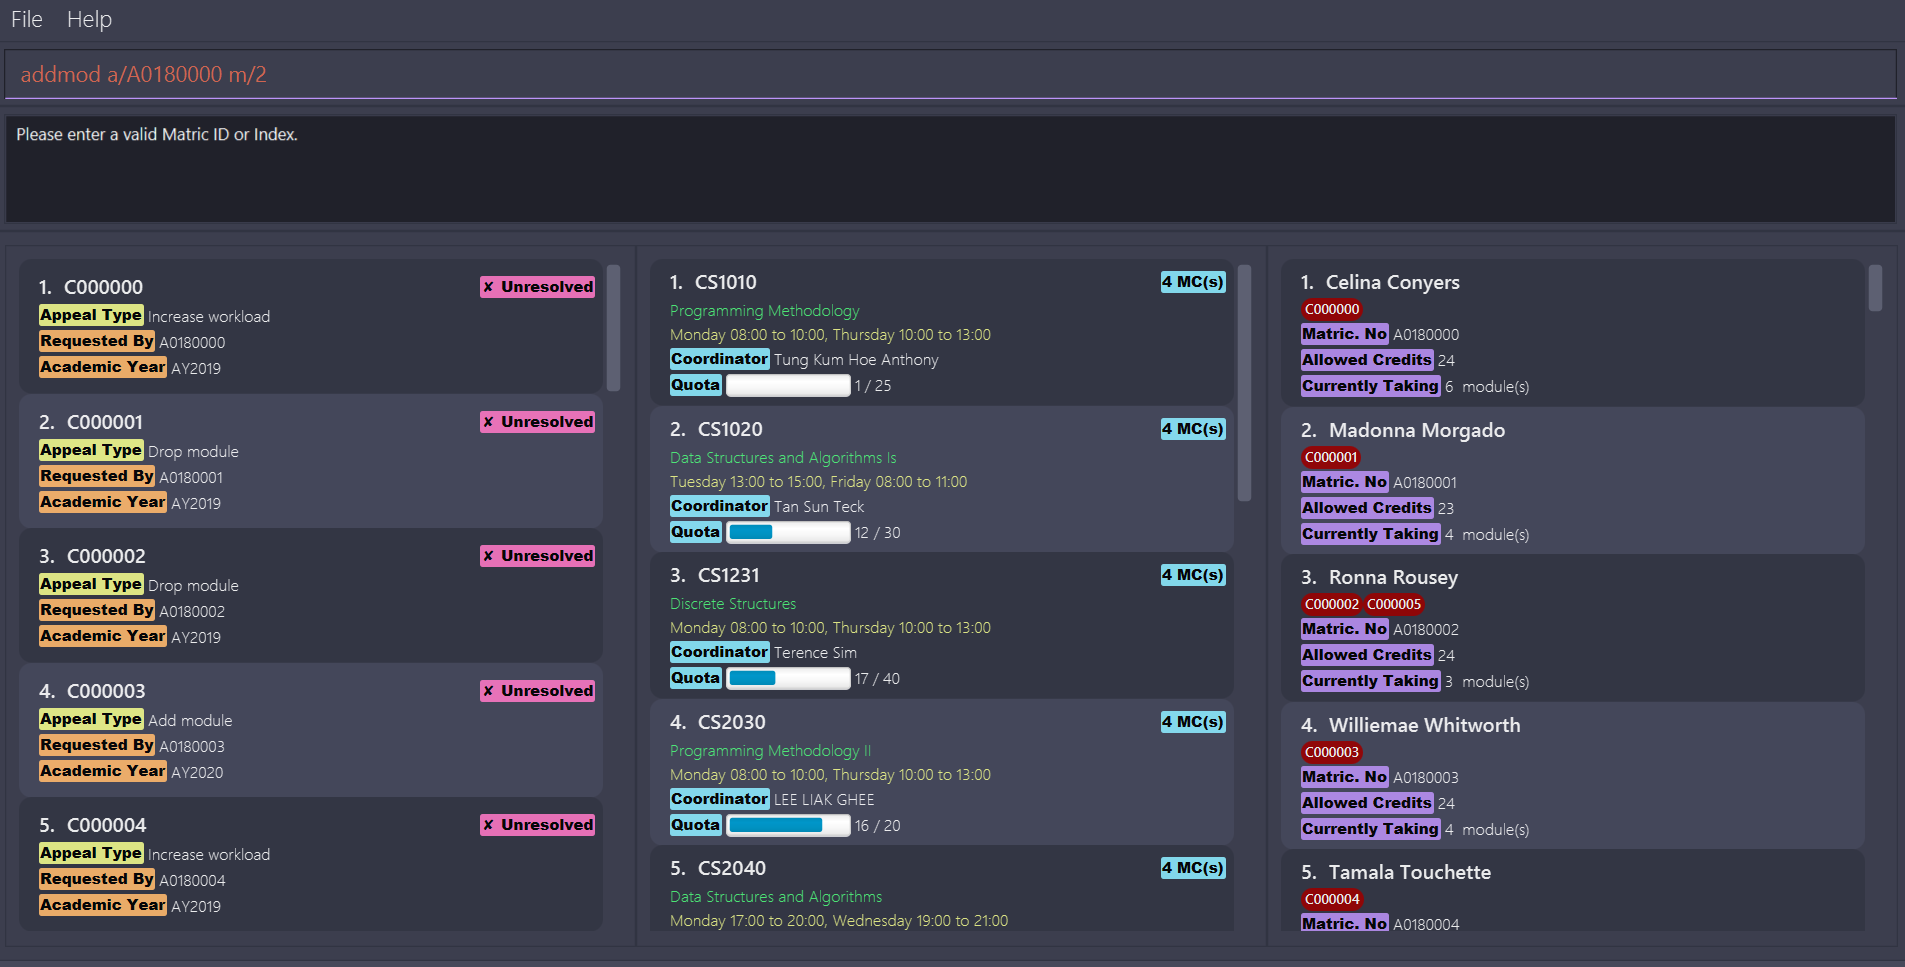 File Help
addmod a/A0180000 m/2
Please enter a valid Matric ID or Index.
1. C000000 ✘ Unresolved
Appeal Type Increase workload
Requested By A0180000
Academic Year AY2019
2. C000001 ✘ Unresolved
Appeal Type Drop module
Requested By A0180001
Academic Year AY2019
3. C000002 ✘ Unresolved
Appeal Type Drop module
Requested By A0180002
Academic Year AY2019
4. C000003 ✘ Unresolved
Appeal Type Add module
Requested By A0180003
Academic Year AY2020
5. C000004 ✘ Unresolved
Appeal Type Increase workload
Requested By A0180004
Academic Year AY2019
1. CS1010 4 MC(s)
Programming Methodology
Monday 08:00 to 10:00, Thursday 10:00 to 13:00
Coordinator Tung Kum Hoe Anthony
Quota 1 / 25
2. CS1020 4 MC(s)
Data Structures and Algorithms Is
Tuesday 13:00 to 15:00, Friday 08:00 to 11:00
Coordinator Tan Sun Teck
Quota 12 / 30
3. CS1231 4 MC(s)
Discrete Structures
Monday 08:00 to 10:00, Thursday 10:00 to 13:00
Coordinator Terence Sim
Quota 17 / 40
4. CS2030 4 MC(s)
Programming Methodology II
Monday 08:00 to 10:00, Thursday 10:00 to 13:00
Coordinator LEE LIAK GHEE
Quota 16 / 20
5. CS2040 4 MC(s)
Data Structures and Algorithms
Monday 17:00 to 20:00, Wednesday 19:00 to 21:00
1. Celina Conyers
C000000
Matric. No A0180000
Allowed Credits 24
Currently Taking 6 module(s)
2. Madonna Morgado
C000001
Matric. No A0180001
Allowed Credits 23
Currently Taking 4 module(s)
3. Ronna Rousey
C000002 C000005
Matric. No A0180002
Allowed Credits 24
Currently Taking 3 module(s)
4. Williemae Whitworth
C000003
Matric. No A0180003
Allowed Credits 24
Currently Taking 4 module(s)
5. Tamala Touchette
C000004
Matric. No A0180004